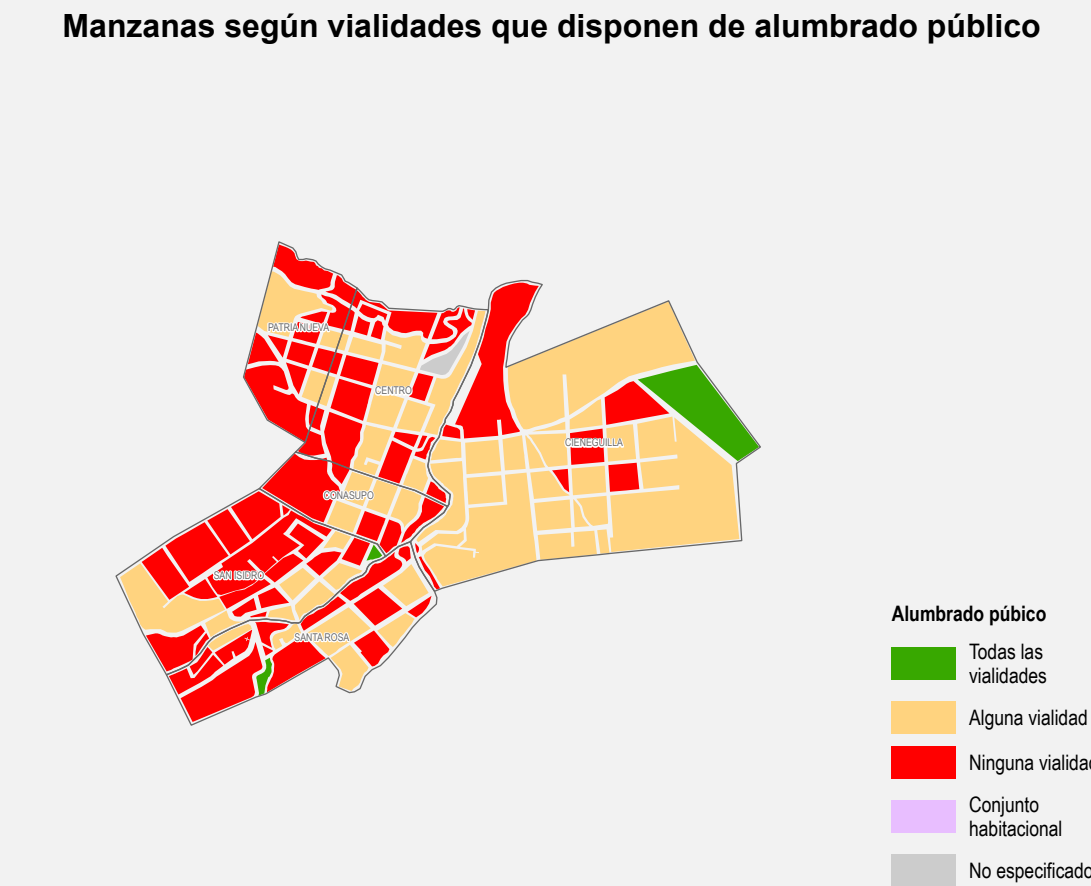 Manzanas según vialidades que disponen de alumbrado público
PATRIA NUEVA
CENTRO
CIENEGUILLA
CONASUPO
SAN ISIDRO
SANTA ROSA
Alumbrado púbico
Todas las
vialidades
Alguna vialidad
Ninguna vialidad
Conjunto
habitacional
No especificado